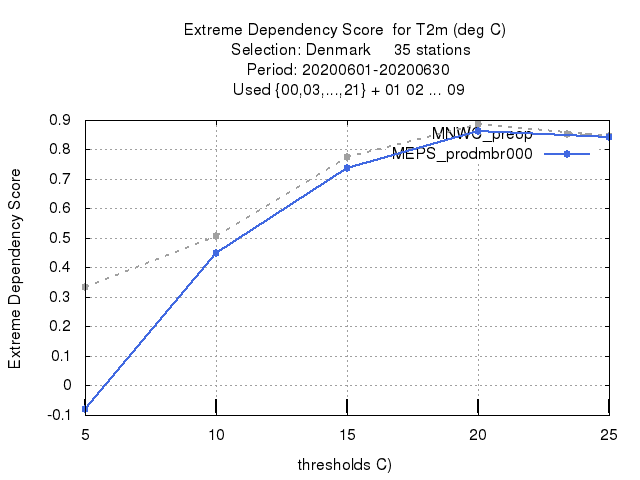 Extreme Dependency Score  for T2m (deg C)
Selection: Denmark     35 stations
Period: 20200601-20200630
Used {00,03,...,21} + 01 02 ... 09
Extreme Dependency Score
0.9
0.8
0.7
0.6
0.5
0.4
0.3
0.2
0.1
0
-0.1
MNWC_preop
MEPS_prodmbr000
5 10 15 20 25
thresholds C)